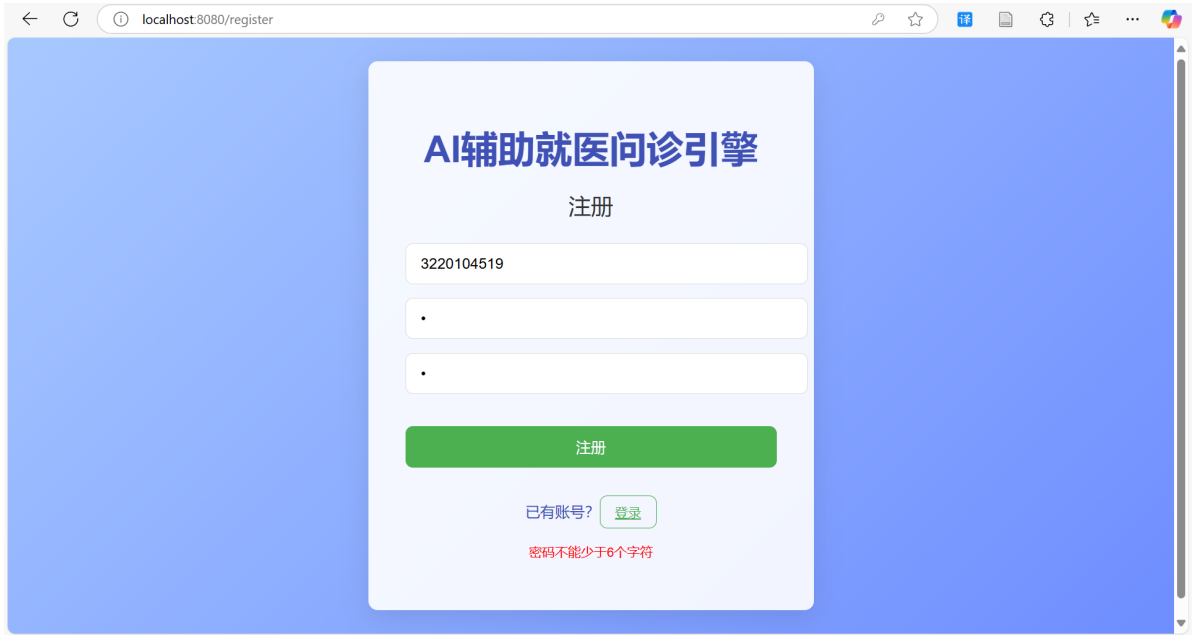 localhost:8080/register
译
AI辅助就医问诊引擎
注册
3220104519
•
•
注册
已有账号? 登录
密码不能少于6个字符